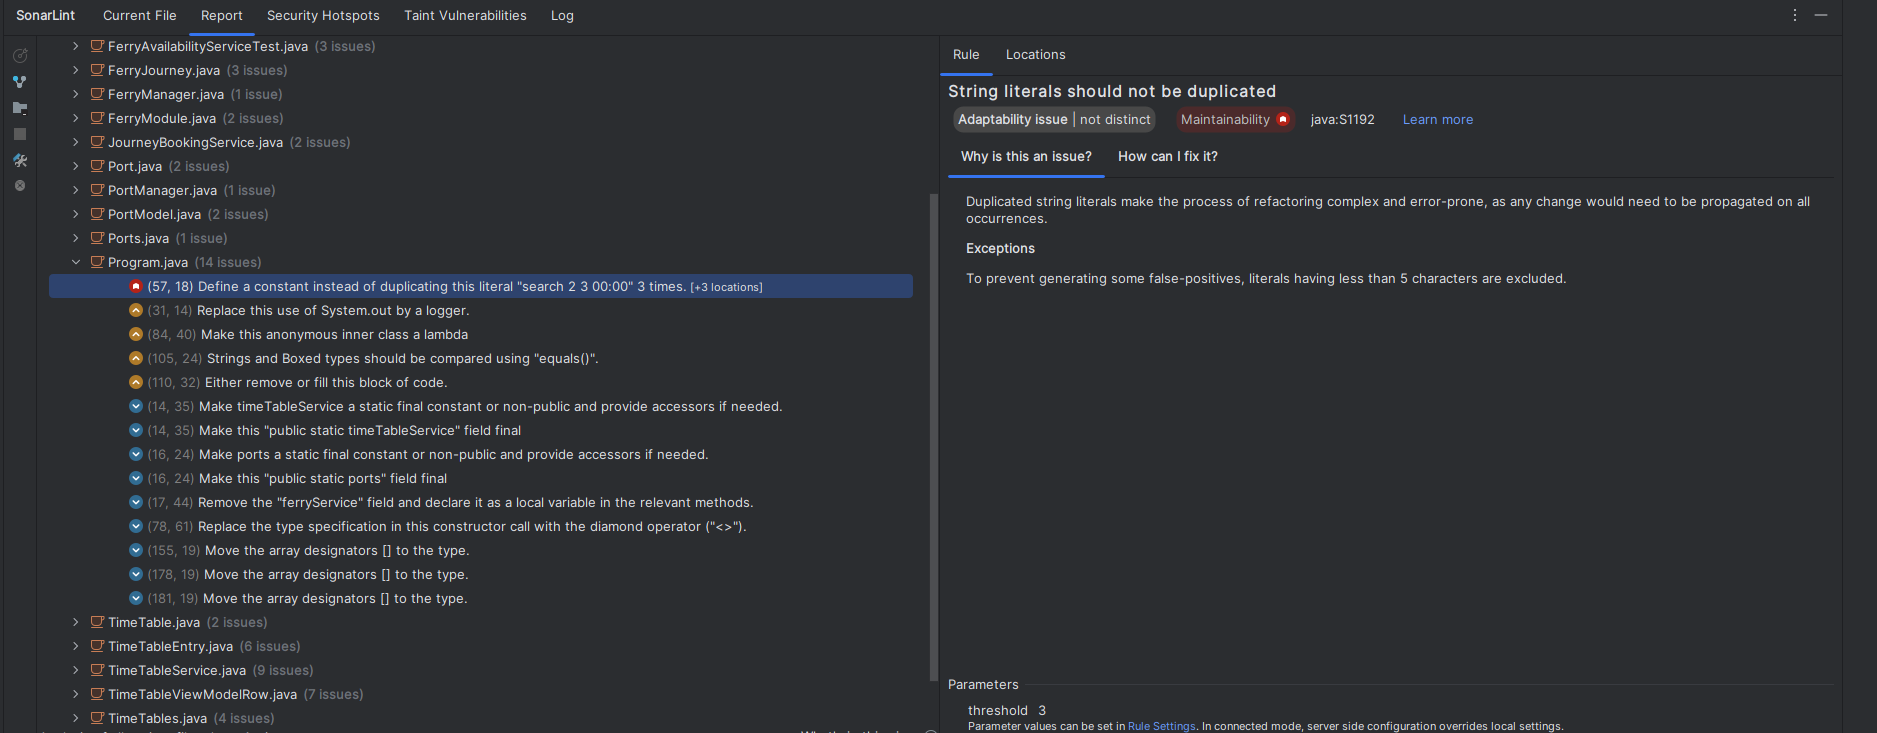 SonarLint Current File Report Security Hotspots Taint Vulnerabilities Log
FerryAvailabilityServiceTest.java (3 issues)
FerryJourney.java (3 issues)
FerryManager.java (1 issue)
FerryModule.java (2 issues)
JourneyBookingService.java (2 issues)
Port.java (2 issues)
PortManager.java (1 issue)
PortModel.java (2 issues)
Ports.java (1 issue)
Program.java (14 issues)
(57, 18) Define a constant instead of duplicating this literal "search 2 3 00:00" 3 times. [+3 locations]
(31, 14) Replace this use of System.out by a logger.
(84, 40) Make this anonymous inner class a lambda
(105, 24) Strings and Boxed types should be compared using "equals()".
(110, 32) Either remove or fill this block of code.
(14, 35) Make timeTableService a static final constant or non-public and provide accessors if needed.
(14, 35) Make this "public static timeTableService" field final
(16, 24) Make ports a static final constant or non-public and provide accessors if needed.
(16, 24) Make this "public static ports" field final
(17, 44) Remove the "ferryService" field and declare it as a local variable in the relevant methods.
(78, 61) Replace the type specification in this constructor call with the diamond operator ("<>").
(155, 19) Move the array designators [] to the type.
(178, 19) Move the array designators [] to the type.
(181, 19) Move the array designators [] to the type.
TimeTable.java (2 issues)
TimeTableEntry.java (6 issues)
TimeTableService.java (9 issues)
TimeTableViewModelRow.java (7 issues)
TimeTables.java (4 issues)
Rule Locations
String literals should not be duplicated
Adaptability issue | not distinct Maintainability java:S1192 Learn more
Why is this an issue? How can I fix it?
Duplicated string literals make the process of refactoring complex and error-prone, as any change would need to be propagated on all
occurrences.
Exceptions
To prevent generating some false-positives, literals having less than 5 characters are excluded.
Parameters
threshold 3
Parameter values can be set in Rule Settings. In connected mode, server side configuration overrides local settings.